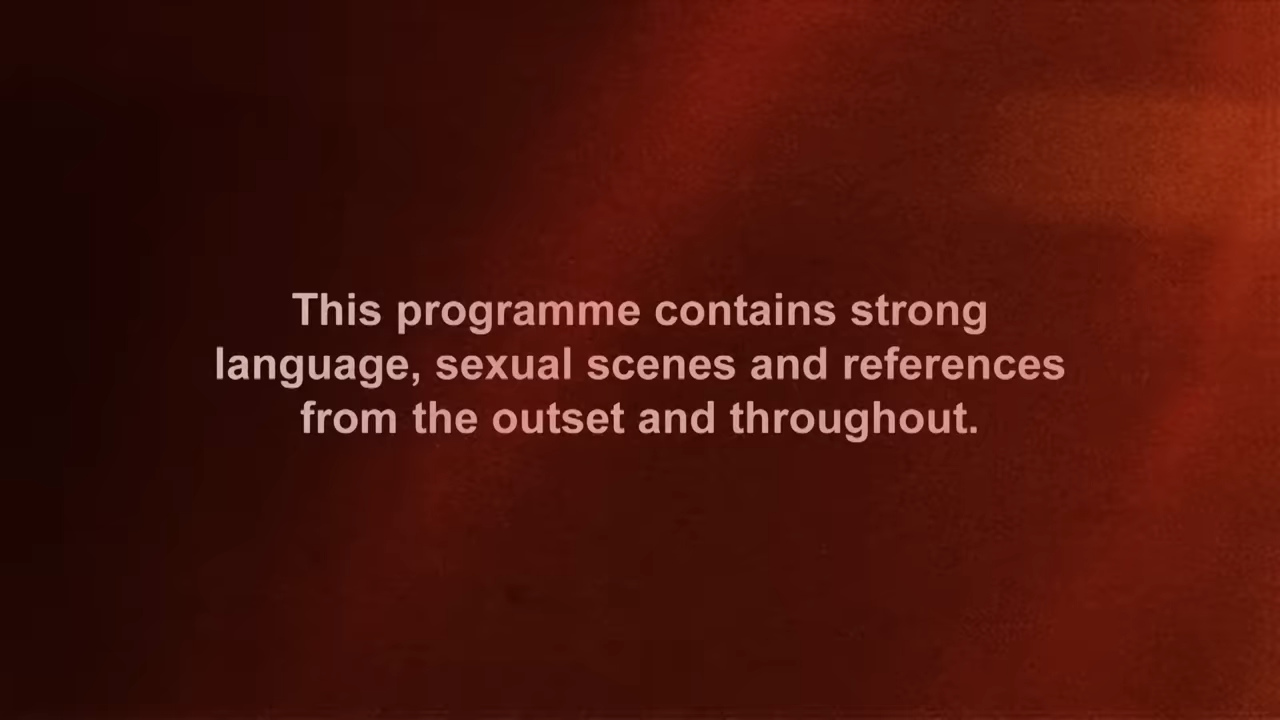 This programme contains strong
language, sexual scenes and references
from the outset and throughout.